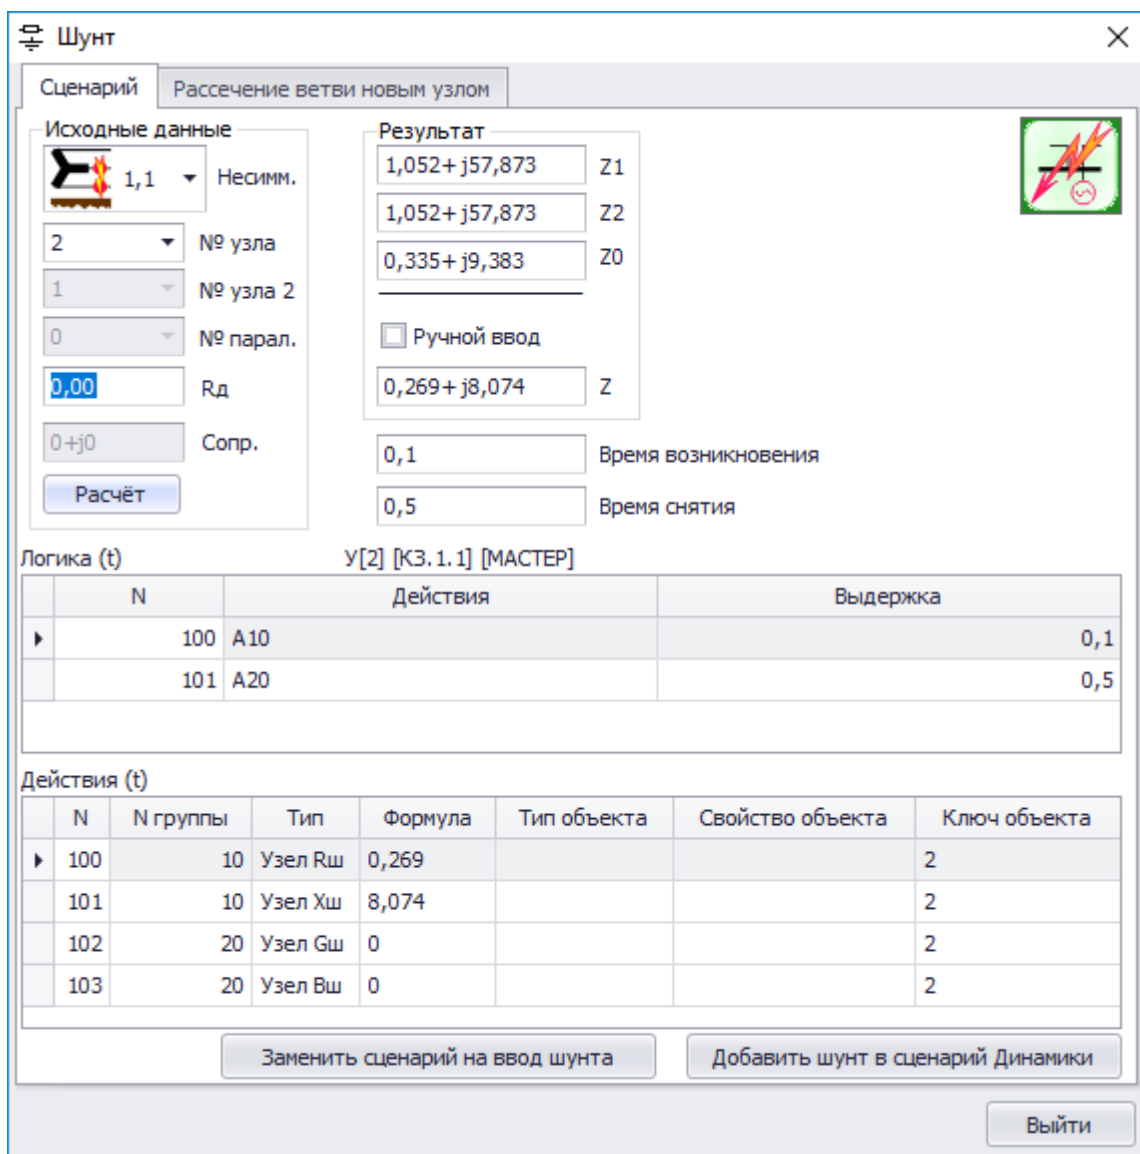 Шунт
Сценарий Рассечение ветви новым узлом
Исходные данные Результат
1,1 Несимм. 1,052+j57,873 Z1
1,052+j57,873 Z2
2 № узла 0,335+j9,383 Z0
1 № узла 2
0 № парал. Ручной ввод
0,00 Rд 0,269+j8,074 Z
0+j0 Сопр. 0,1 Время возникновения
Расчёт 0,5 Время снятия
Логика (t) У[2] [КЗ.1.1] [МАСТЕР]
N Действия Выдержка
100 A10 0,1
101 A20 0,5
Действия (t)
N N группы Тип Формула Тип объекта Свойство объекта Ключ объекта
100 10 Узел Rш 0,269 2
101 10 Узел Xш 8,074 2
102 20 Узел Gш 0 2
103 20 Узел Bш 0 2
Заменить сценарий на ввод шунта Добавить шунт в сценарий Динамики
Выйти